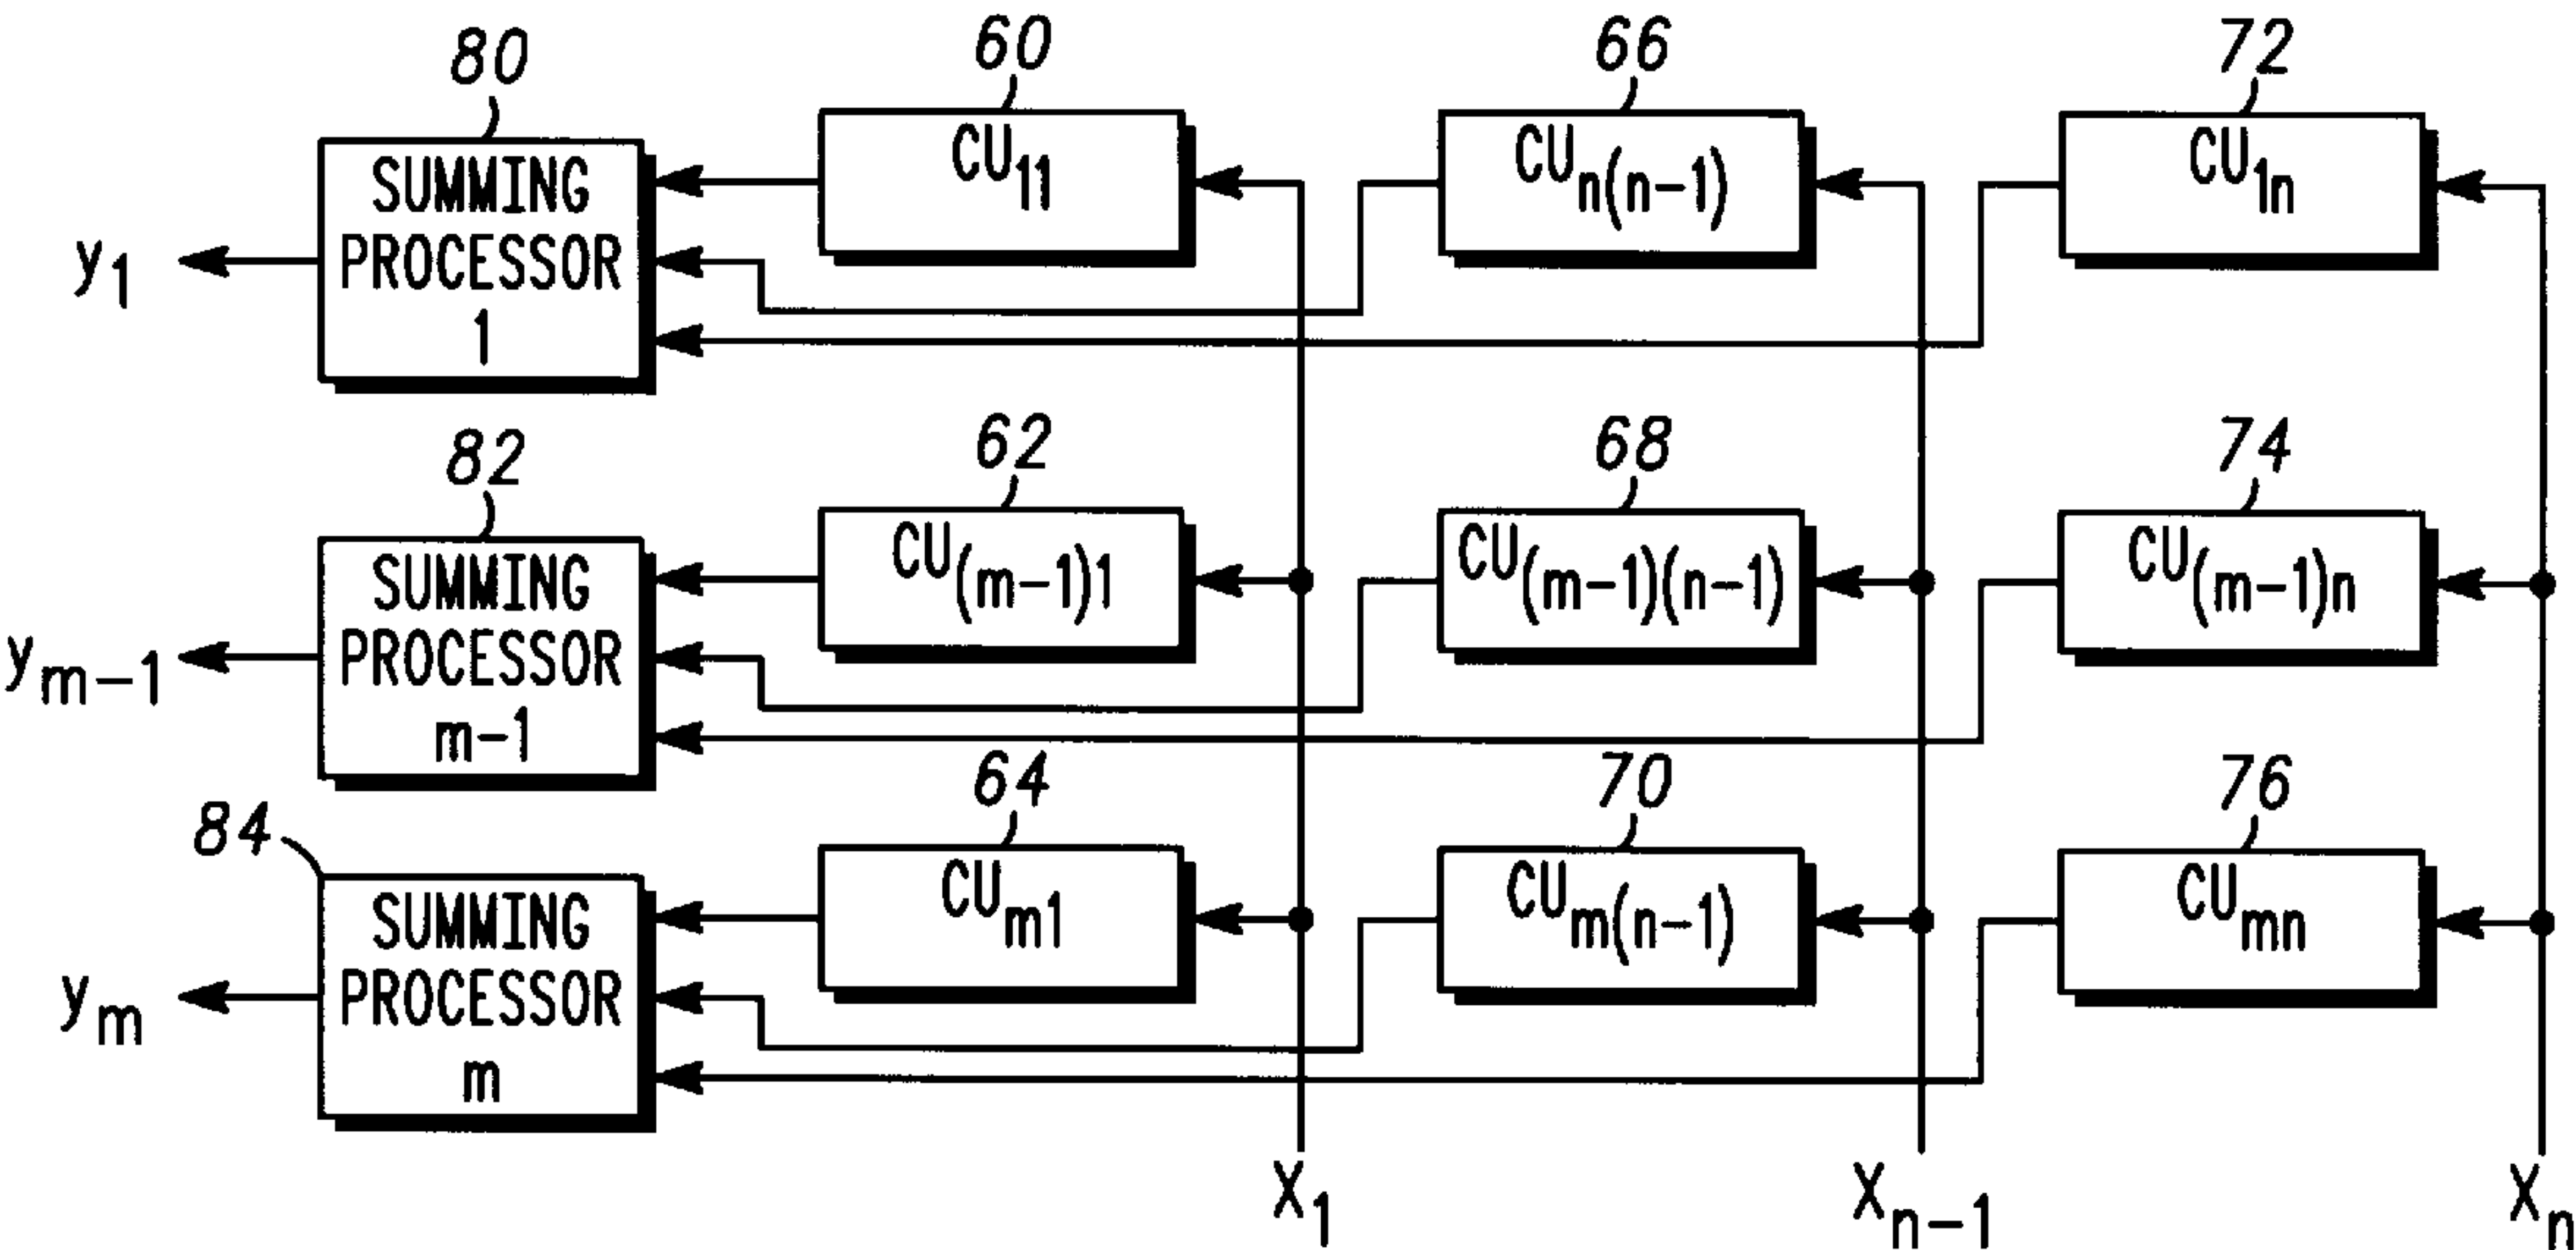 80
60
66
72
SUMMING
PROCESSOR
1
CU11
CUn(n-1)
CU1n
y1
82
62
68
74
SUMMING
PROCESSOR
m-1
CU(m-1)1
CU(m-1)(n-1)
CU(m-1)n
ym-1
84
64
70
76
SUMMING
PROCESSOR
m
CUm1
CUm(n-1)
CUmn
ym
X1
Xn-1
Xn